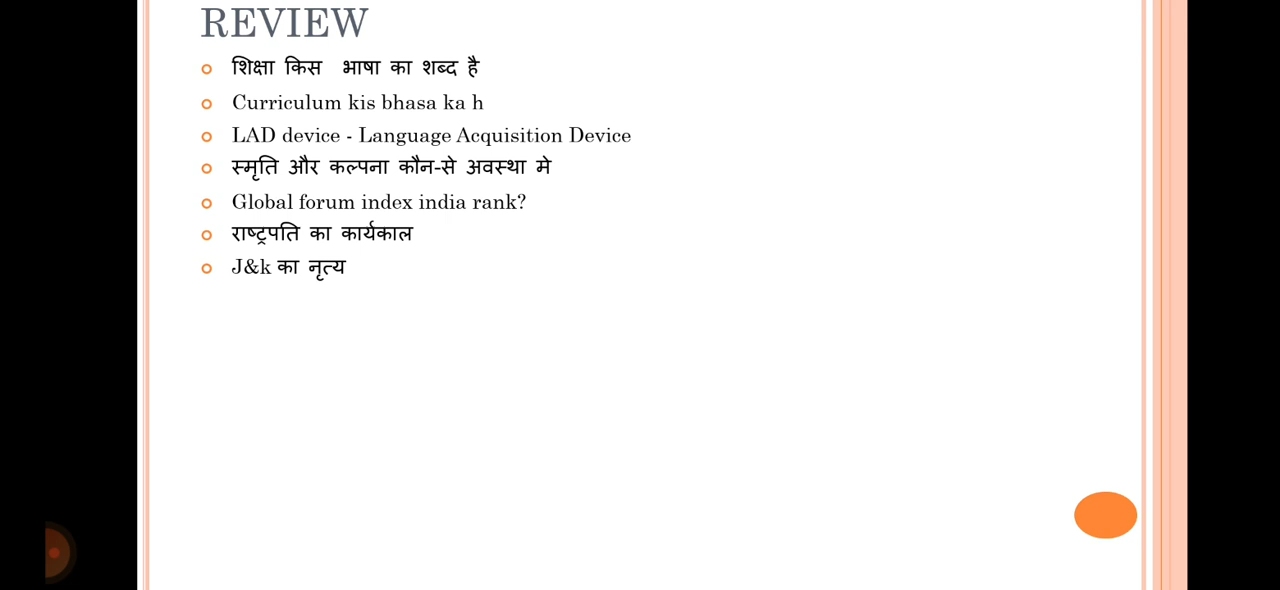 REVIEW
शिक्षा किस भाषा का शब्द है
Curriculum kis bhasa ka h
LAD device - Language Acquisition Device
स्मृति और कल्पना कौन-से अवस्था मे
Global forum index india rank?
राष्ट्रपति का कार्यकाल
J&k का नृत्य